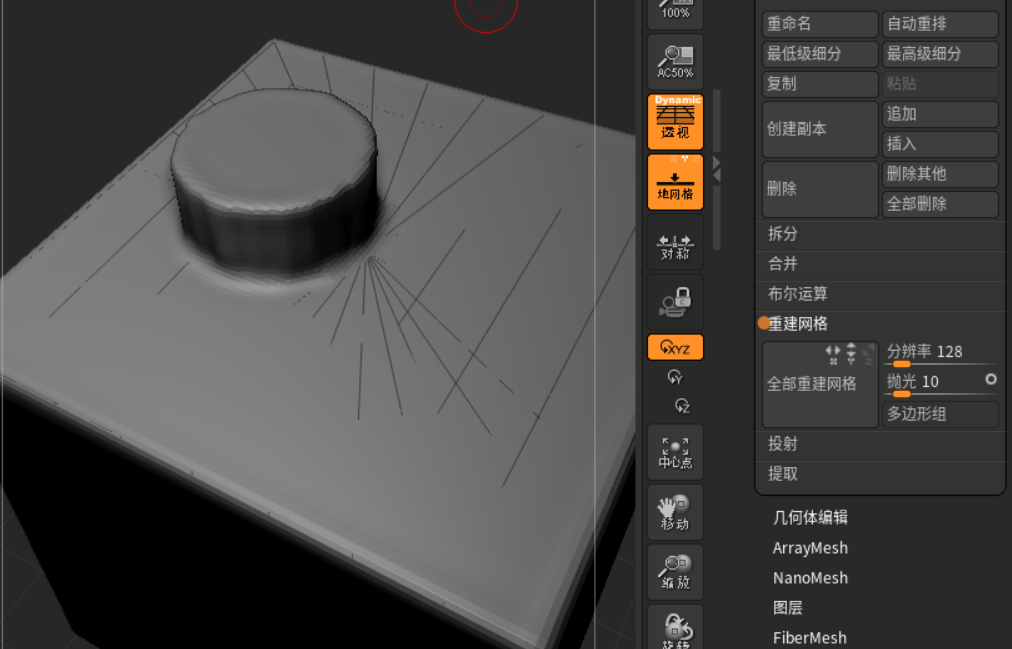 100%
AC50%
Dynamic
透视
地网格
对称
XYZ
Y
Z
中心点
移动
缩放
旋转
重命名 自动重排
最低级细分 最高级细分
复制 粘贴
创建副本 追加
插入
删除 删除其他
全部删除
拆分
合并
布尔运算
重建网格
全部重建网格 分辨率 128
抛光 10
多边形组
投射
提取
几何体编辑
ArrayMesh
NanoMesh
图层
FiberMesh